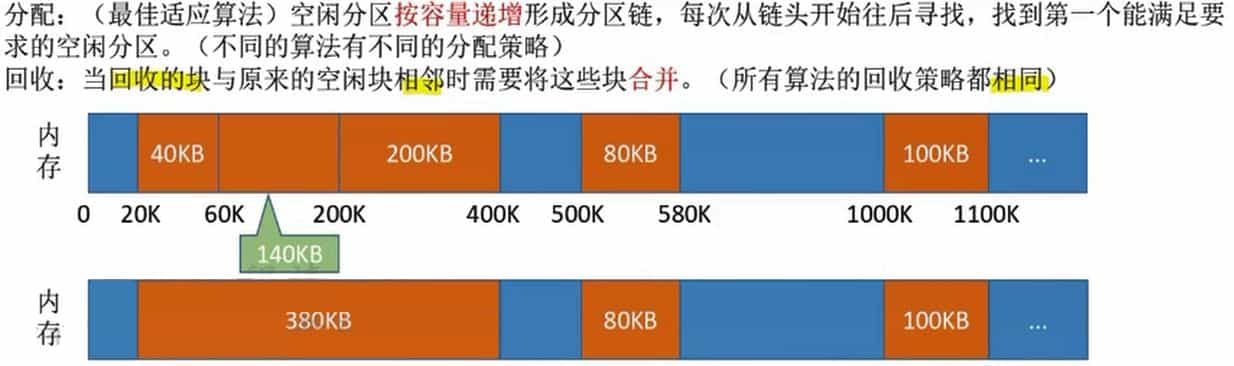 分配：（最佳适应算法）空闲分区按容量递增形成分区链，每次从链头开始往后寻找，找到第一个能满足要
求的空闲分区。（不同的算法有不同的分配策略）
回收：当回收的块与原来的空闲块相邻时需要将这些块合并。（所有算法的回收策略都相同）
内存
40KB 200KB 80KB 100KB ...
0 20K 60K 200K 400K 500K 580K 1000K 1100K
140KB
内存
380KB 80KB 100KB ...